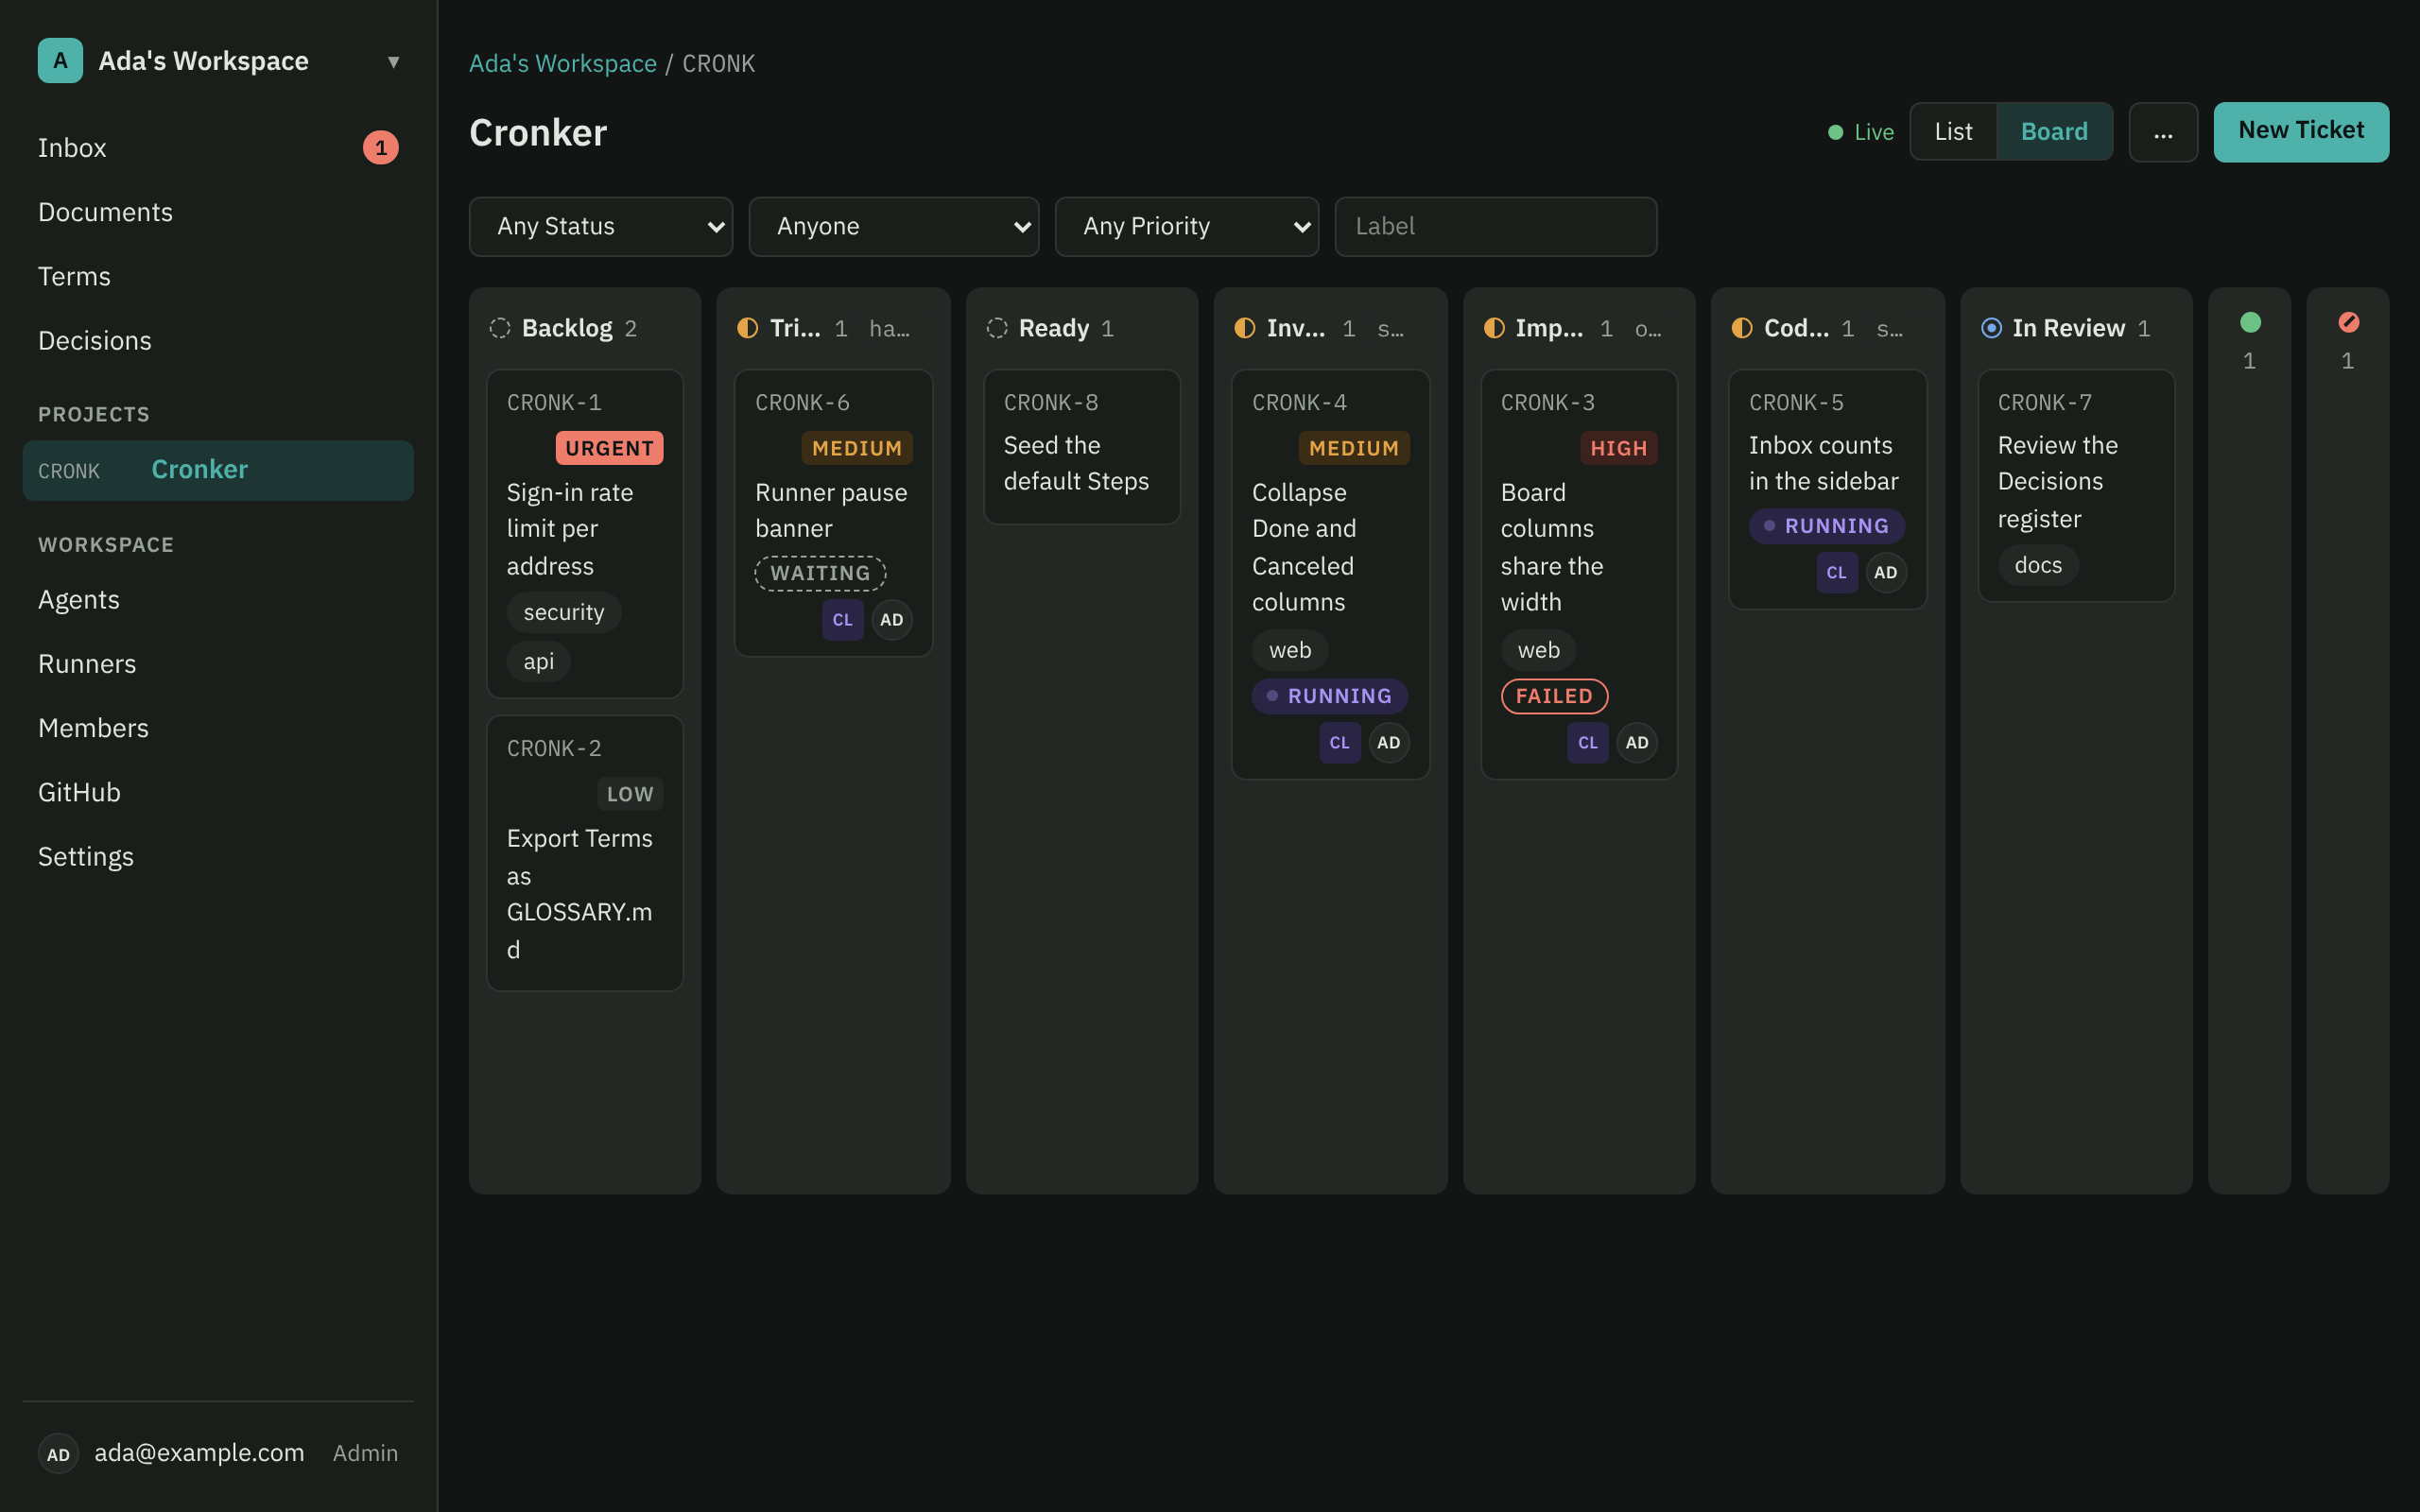 A Ada's Workspace ▾
Inbox 1
Documents
Terms
Decisions
PROJECTS
CRONK Cronker
WORKSPACE
Agents
Runners
Members
GitHub
Settings
AD ada@example.com Admin
Ada's Workspace / CRONK
Cronker
Live List Board ... New Ticket
Any Status Anyone Any Priority Label
Backlog 2
CRONK-1
URGENT
Sign-in rate
limit per
address
security
api
CRONK-2
LOW
Export Terms
as
GLOSSARY.m
d
Tri... 1 ha...
CRONK-6
MEDIUM
Runner pause
banner
WAITING
CL AD
Ready 1
CRONK-8
Seed the
default Steps
Inv... 1 s...
CRONK-4
MEDIUM
Collapse
Done and
Canceled
columns
web
RUNNING
CL AD
Imp... 1 o...
CRONK-3
HIGH
Board
columns
share the
width
web
FAILED
CL AD
Cod... 1 s...
CRONK-5
Inbox counts
in the sidebar
RUNNING
CL AD
In Review 1
CRONK-7
Review the
Decisions
register
docs
1
1